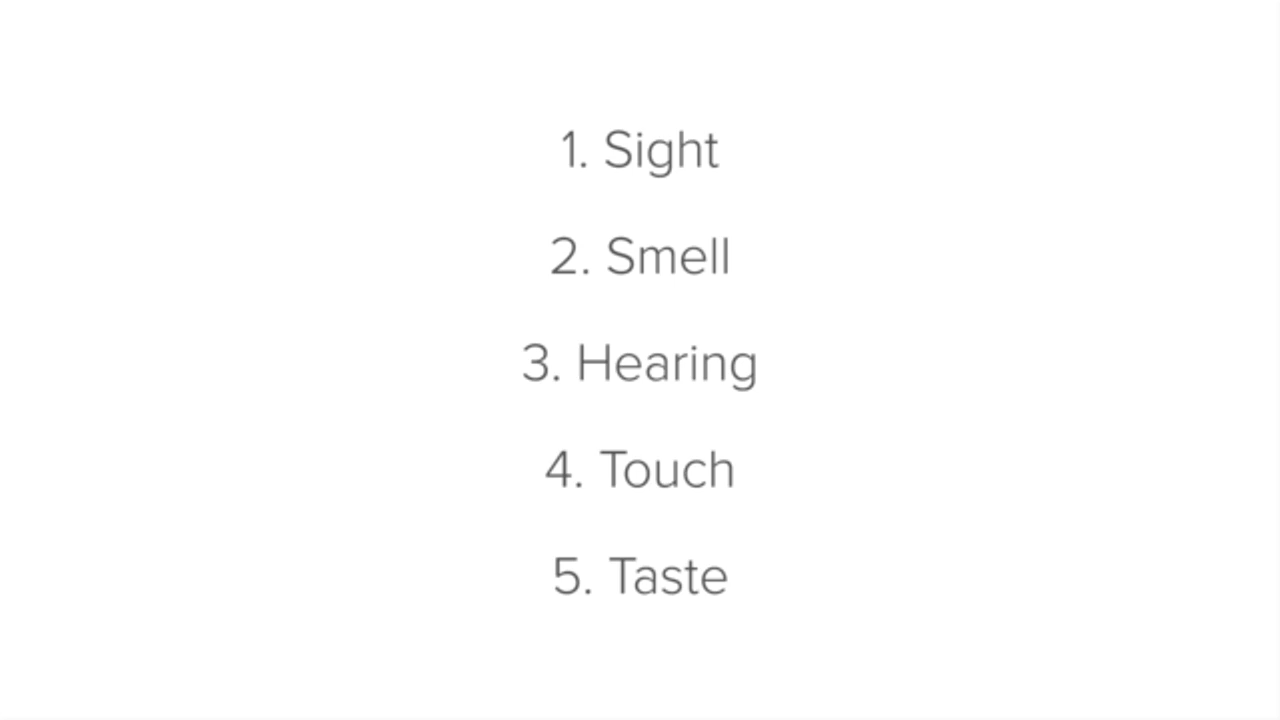 1. Sight
2. Smell
3. Hearing
4. Touch
5. Taste